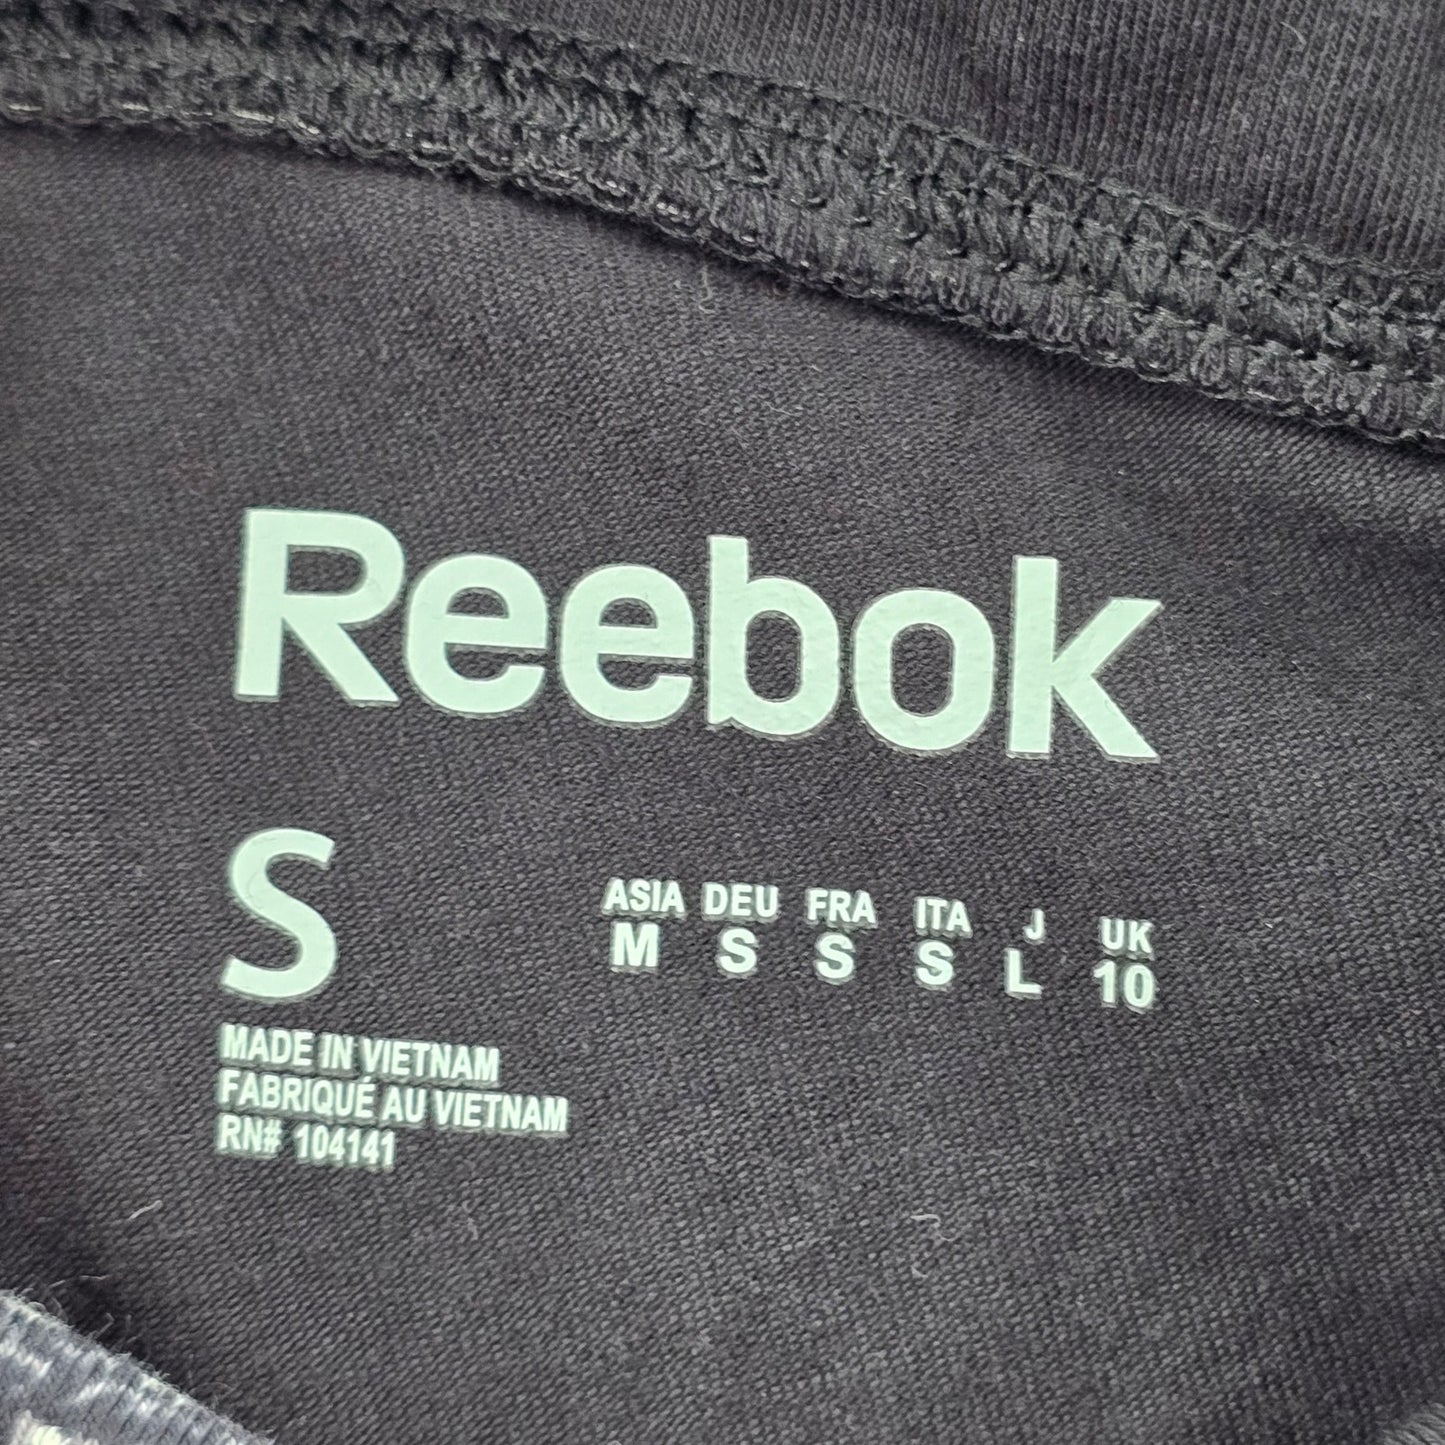 Reebok
S
ASIA DEU FRA ITA J UK
M S S S L 10
MADE IN VIETNAM
FABRIQUÉ AU VIETNAM
RN# 104141